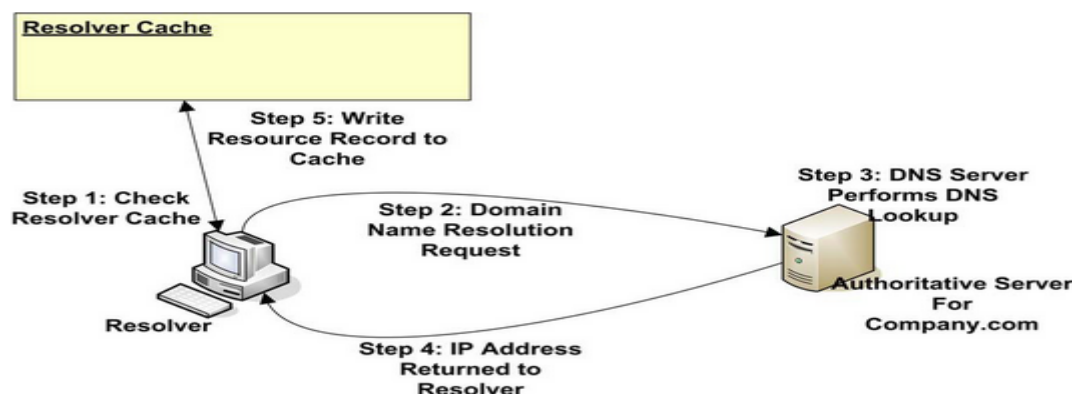 Resolver Cache
Step 5: Write
Resource Record to
Cache
Step 1: Check
Resolver Cache
Step 2: Domain
Name Resolution
Request
Step 3: DNS Server
Performs DNS
Lookup
Resolver
Authoritative Server
For
Company.com
Step 4: IP Address
Returned to
Resolver